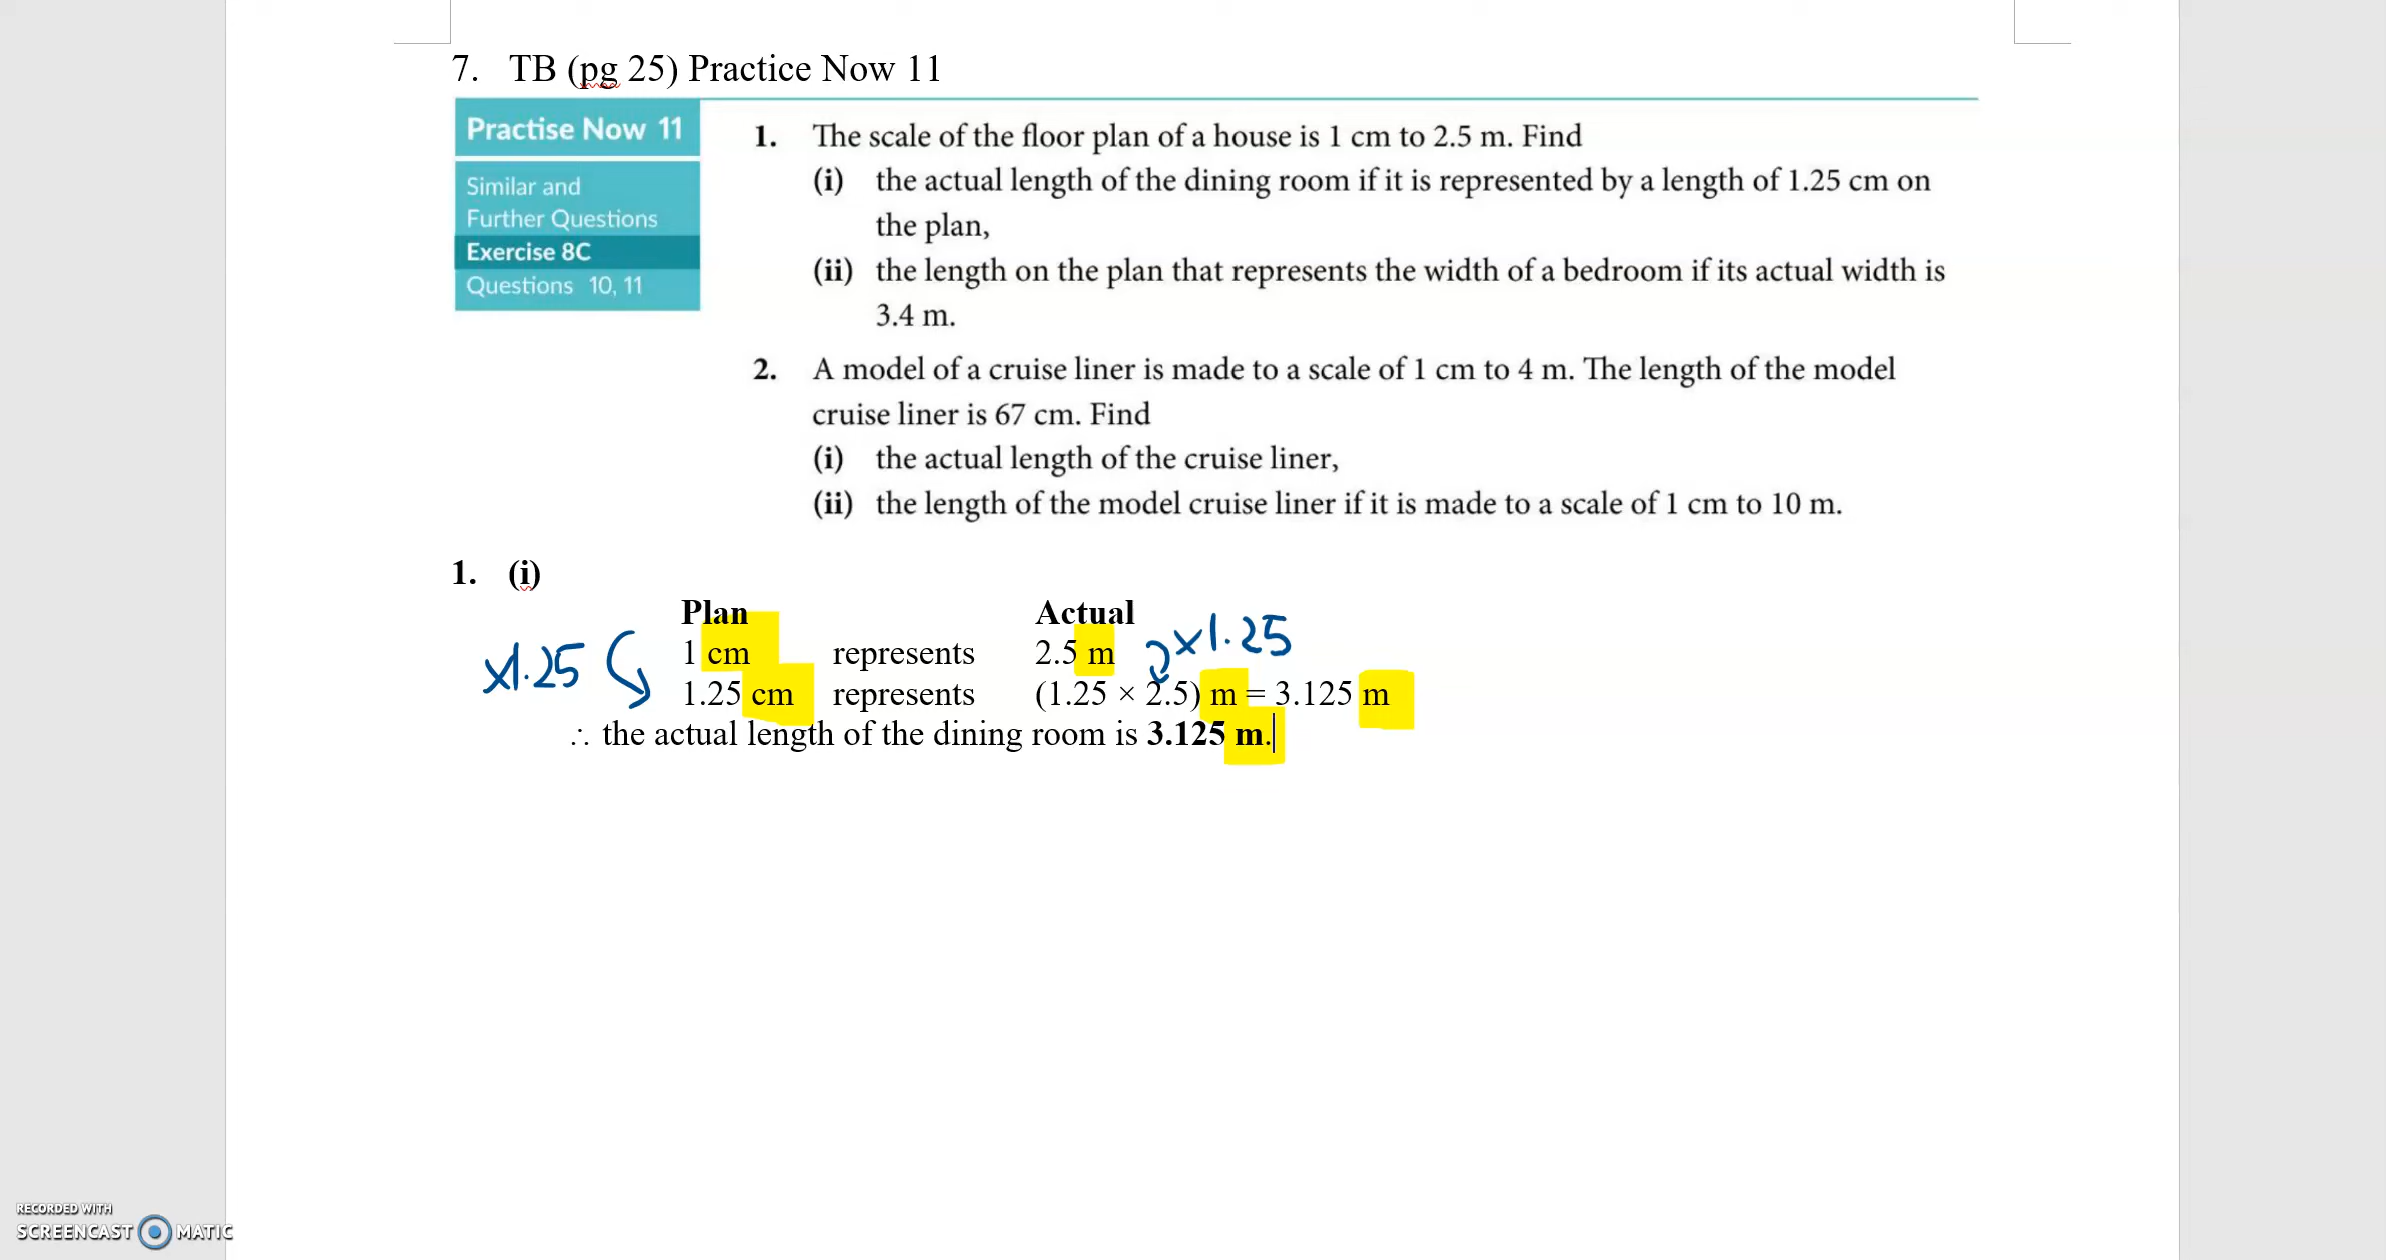 7. TB (pg 25) Practice Now 11
Practise Now 11
Similar and
Further Questions
Exercise 8C
Questions 10, 11
1. The scale of the floor plan of a house is 1 cm to 2.5 m. Find
(i) the actual length of the dining room if it is represented by a length of 1.25 cm on
the plan,
(ii) the length on the plan that represents the width of a bedroom if its actual width is
3.4 m.
2. A model of a cruise liner is made to a scale of 1 cm to 4 m. The length of the model
cruise liner is 67 cm. Find
(i) the actual length of the cruise liner,
(ii) the length of the model cruise liner if it is made to a scale of 1 cm to 10 m.
1. (i)
Plan Actual
×1.25 ×1.25
1 cm represents 2.5 m
1.25 cm represents (1.25 × 2.5) m = 3.125 m
∴ the actual length of the dining room is 3.125 m.
RECORDED WITH
SCREENCAST MATIC